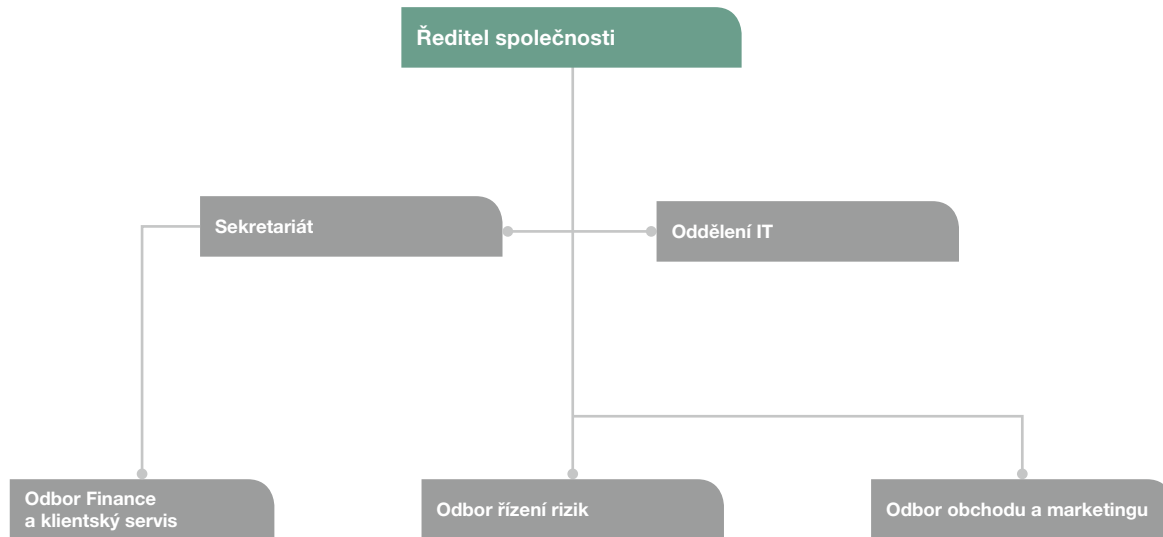 Ředitel společnosti
Sekretariát
Oddělení IT
Odbor Finance
a klientský servis
Odbor řízení rizik
Odbor obchodu a marketingu